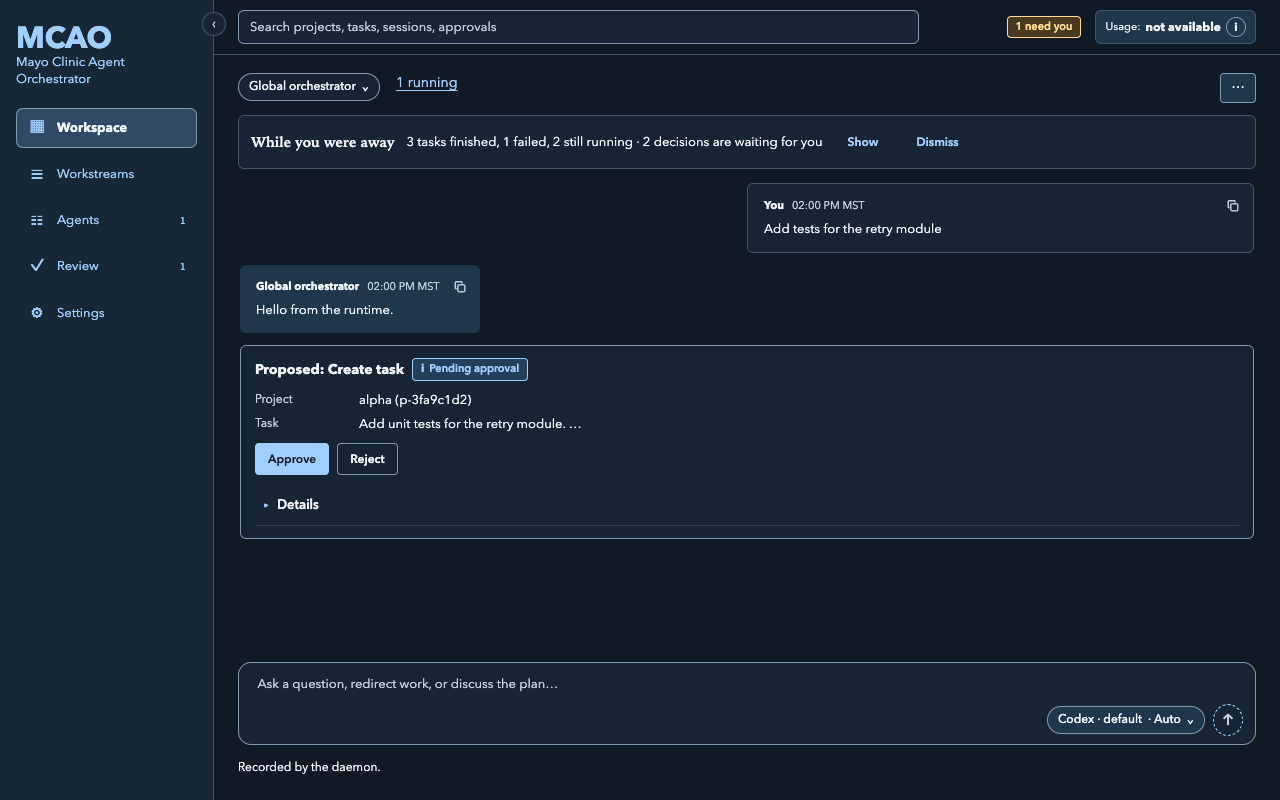 MCAO
Mayo Clinic Agent
Orchestrator
Workspace
Workstreams
Agents 1
Review 1
Settings
Search projects, tasks, sessions, approvals
1 need you
Usage: not available i
Global orchestrator
1 running
...
While you were away 3 tasks finished, 1 failed, 2 still running · 2 decisions are waiting for you Show Dismiss
You 02:00 PM MST
Add tests for the retry module
Global orchestrator 02:00 PM MST
Hello from the runtime.
Proposed: Create task i Pending approval
Project alpha (p-3fa9c1d2)
Task Add unit tests for the retry module. …
Approve Reject
Details
Ask a question, redirect work, or discuss the plan…
Codex · default · Auto
Recorded by the daemon.